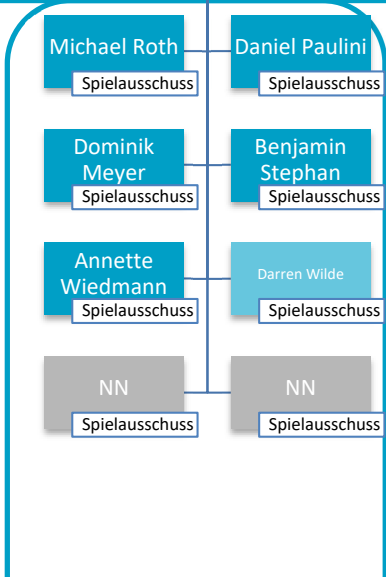 Michael Roth
Spielausschuss
Daniel Paulini
Spielausschuss
Dominik
Meyer
Spielausschuss
Benjamin
Stephan
Spielausschuss
Annette
Wiedmann
Spielausschuss
Darren Wilde
Spielausschuss
NN
Spielausschuss
NN
Spielausschuss